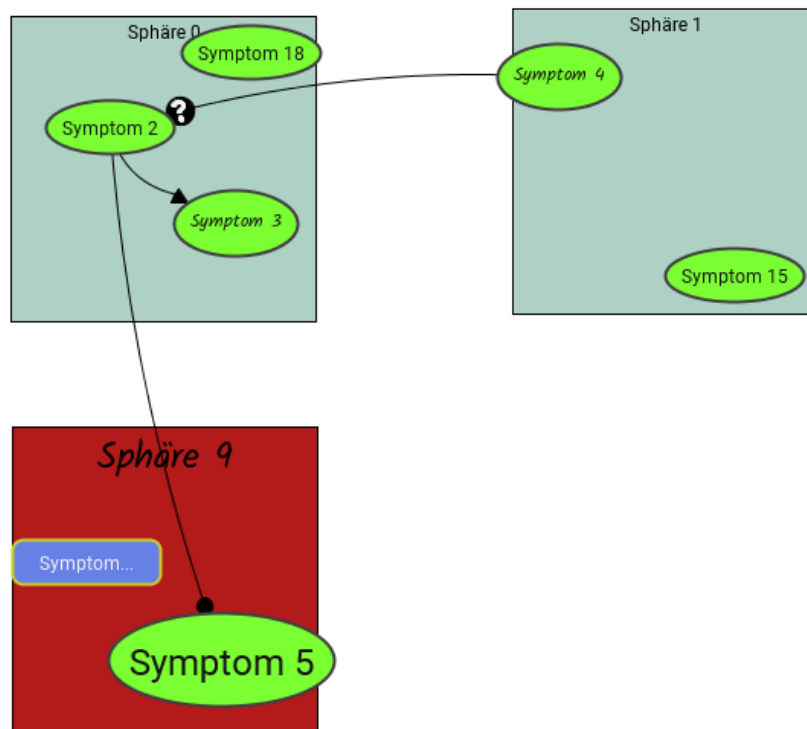 Sphäre 0
Symptom 18
?
Symptom 2
Symptom 3
Sphäre 1
Symptom 4
Symptom 15
Sphäre 9
Symptom...
Symptom 5